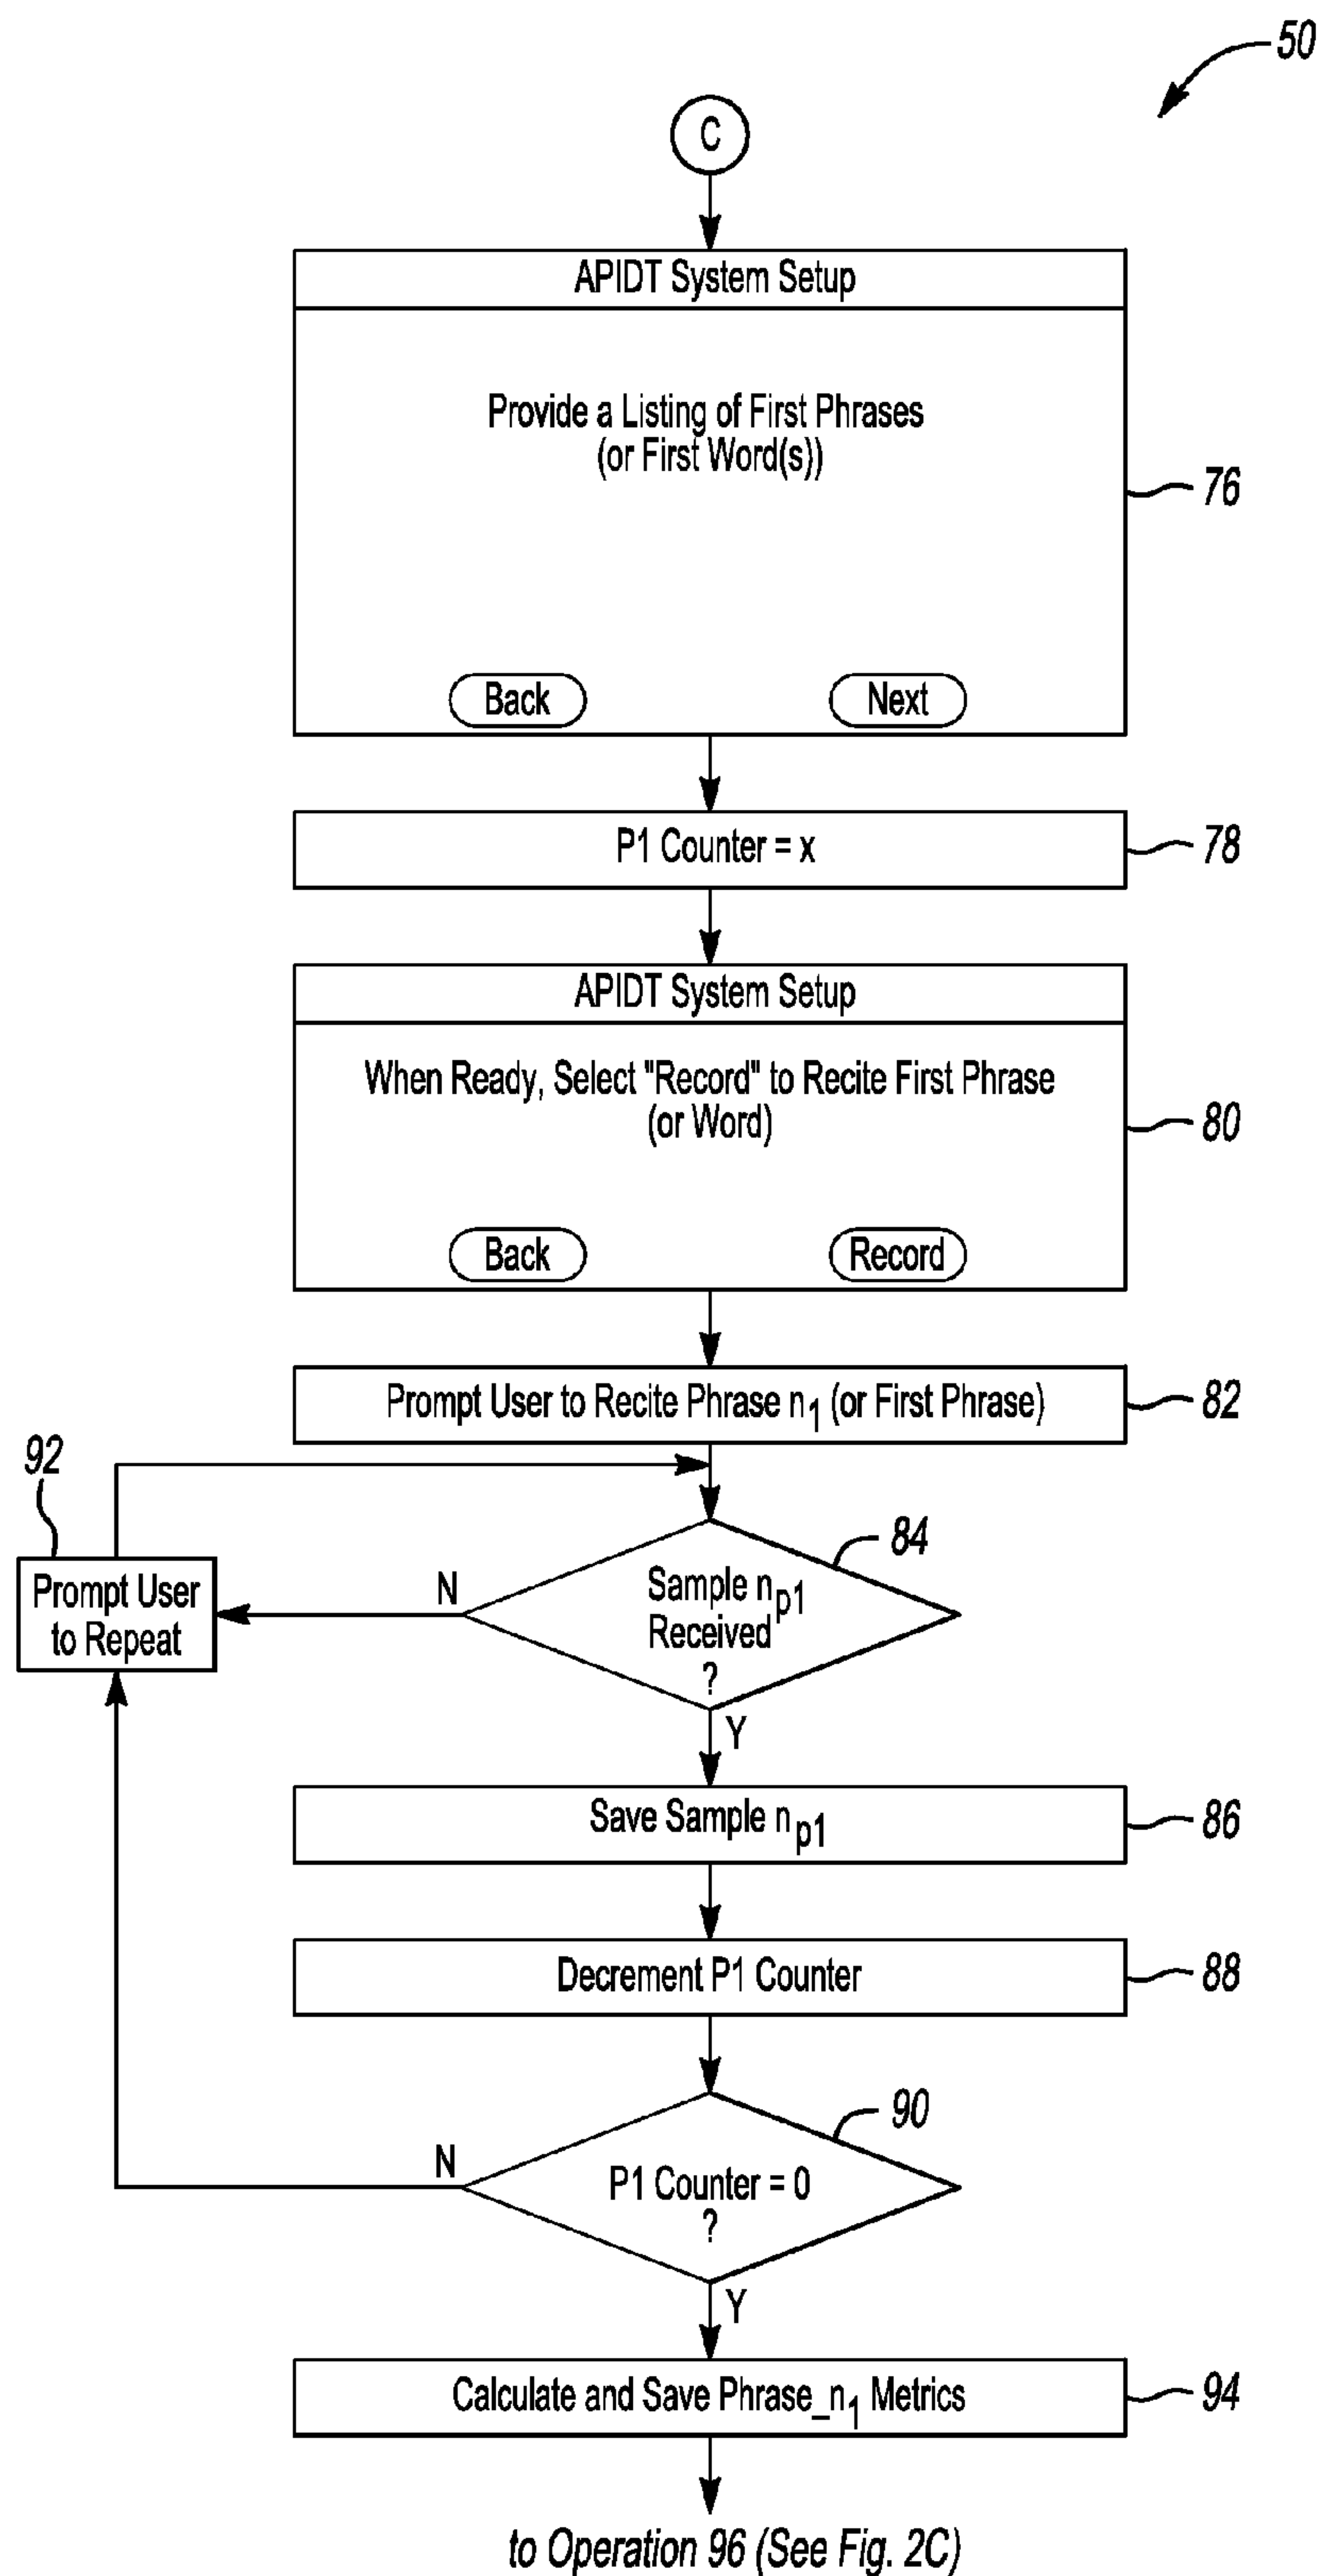 50
C
APIDT System Setup
Provide a Listing of First Phrases
(or First Word(s))
76
Back Next
P1 Counter = x
78
APIDT System Setup
When Ready, Select "Record" to Recite First Phrase
(or Word)
80
Back Record
Prompt User to Recite Phrase n1 (or First Phrase)
82
92
84
Prompt User
to Repeat
N
Sample np1
Received
?
Y
Save Sample np1
86
Decrement P1 Counter
88
90
N
P1 Counter = 0
?
Y
Calculate and Save Phrase_n1 Metrics
94
to Operation 96 (See Fig. 2C)